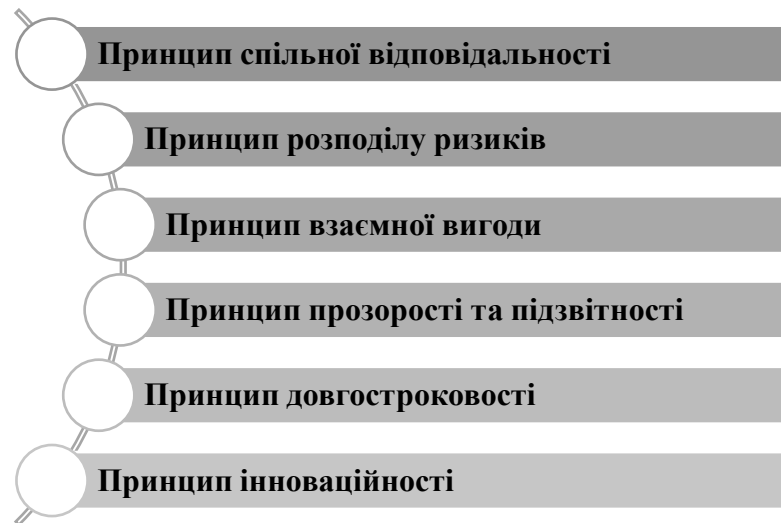 Принцип спільної відповідальності
Принцип розподілу ризиків
Принцип взаємної вигоди
Принцип прозорості та підзвітності
Принцип довгостроковості
Принцип інноваційності